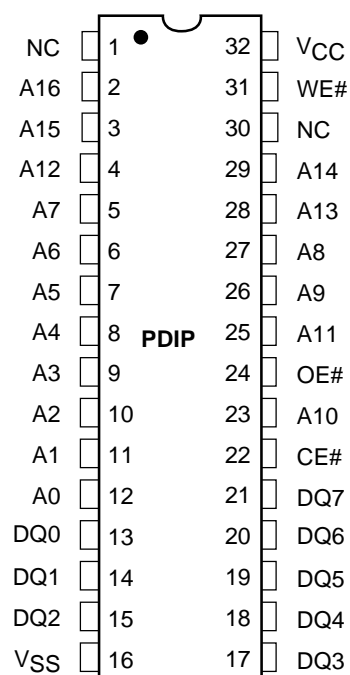 NC 1 32 VCC
A16 2 31 WE#
A15 3 30 NC
A12 4 29 A14
A7 5 28 A13
A6 6 27 A8
A5 7 26 A9
A4 8 PDIP 25 A11
A3 9 24 OE#
A2 10 23 A10
A1 11 22 CE#
A0 12 21 DQ7
DQ0 13 20 DQ6
DQ1 14 19 DQ5
DQ2 15 18 DQ4
VSS 16 17 DQ3